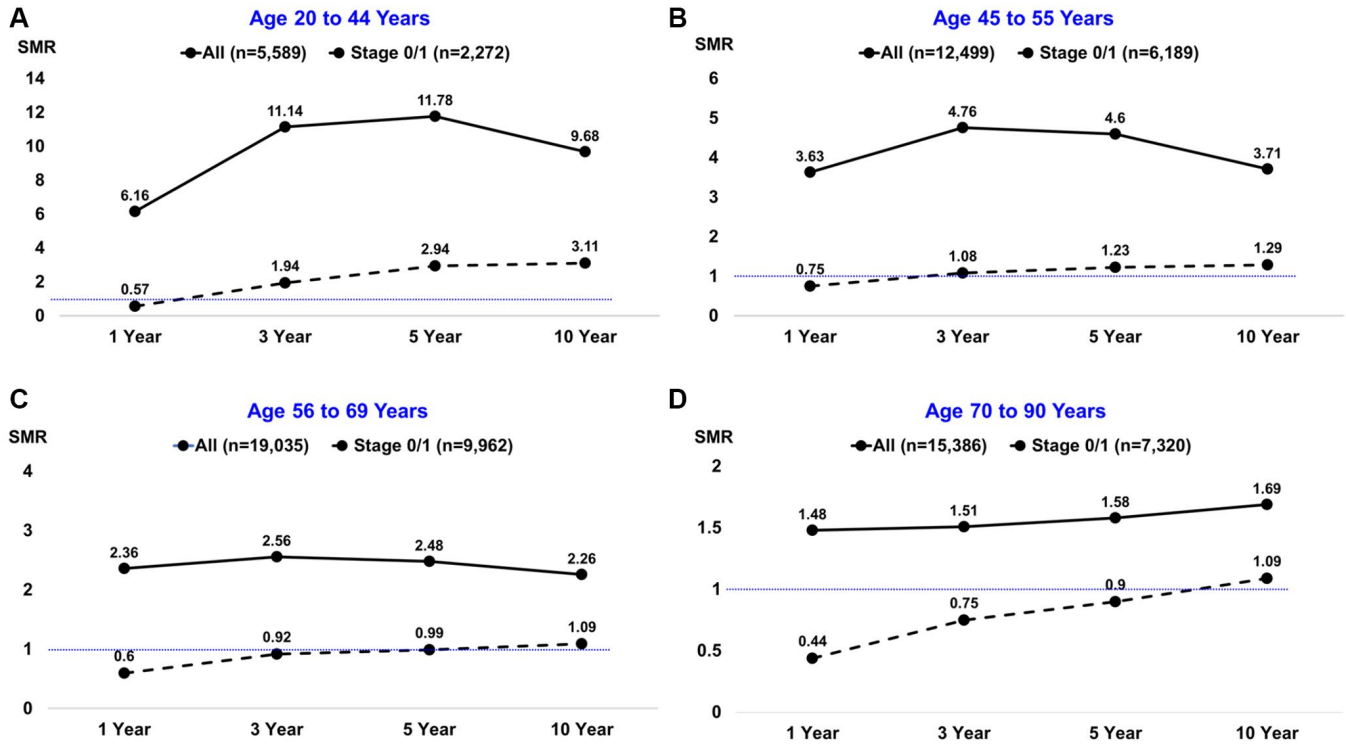 A
Age 20 to 44 Years
SMR
All (n=5,589) Stage 0/1 (n=2,272)
14
12
10
8
6
4
2
0
6.16
11.14
11.78
9.68
0.57
1.94
2.94
3.11
1 Year 3 Year 5 Year 10 Year
B
Age 45 to 55 Years
SMR
All (n=12,499) Stage 0/1 (n=6,189)
6
5
4
3
2
1
0
3.63
4.76
4.6
3.71
0.75
1.08
1.23
1.29
1 Year 3 Year 5 Year 10 Year
C
Age 56 to 69 Years
SMR
All (n=19,035) Stage 0/1 (n=9,962)
4
3
2
1
0
2.36
2.56
2.48
2.26
0.6
0.92
0.99
1.09
1 Year 3 Year 5 Year 10 Year
D
Age 70 to 90 Years
SMR
All (n=15,386) Stage 0/1 (n=7,320)
2
1.5
1
0.5
0
1.48
1.51
1.58
1.69
0.44
0.75
0.9
1.09
1 Year 3 Year 5 Year 10 Year